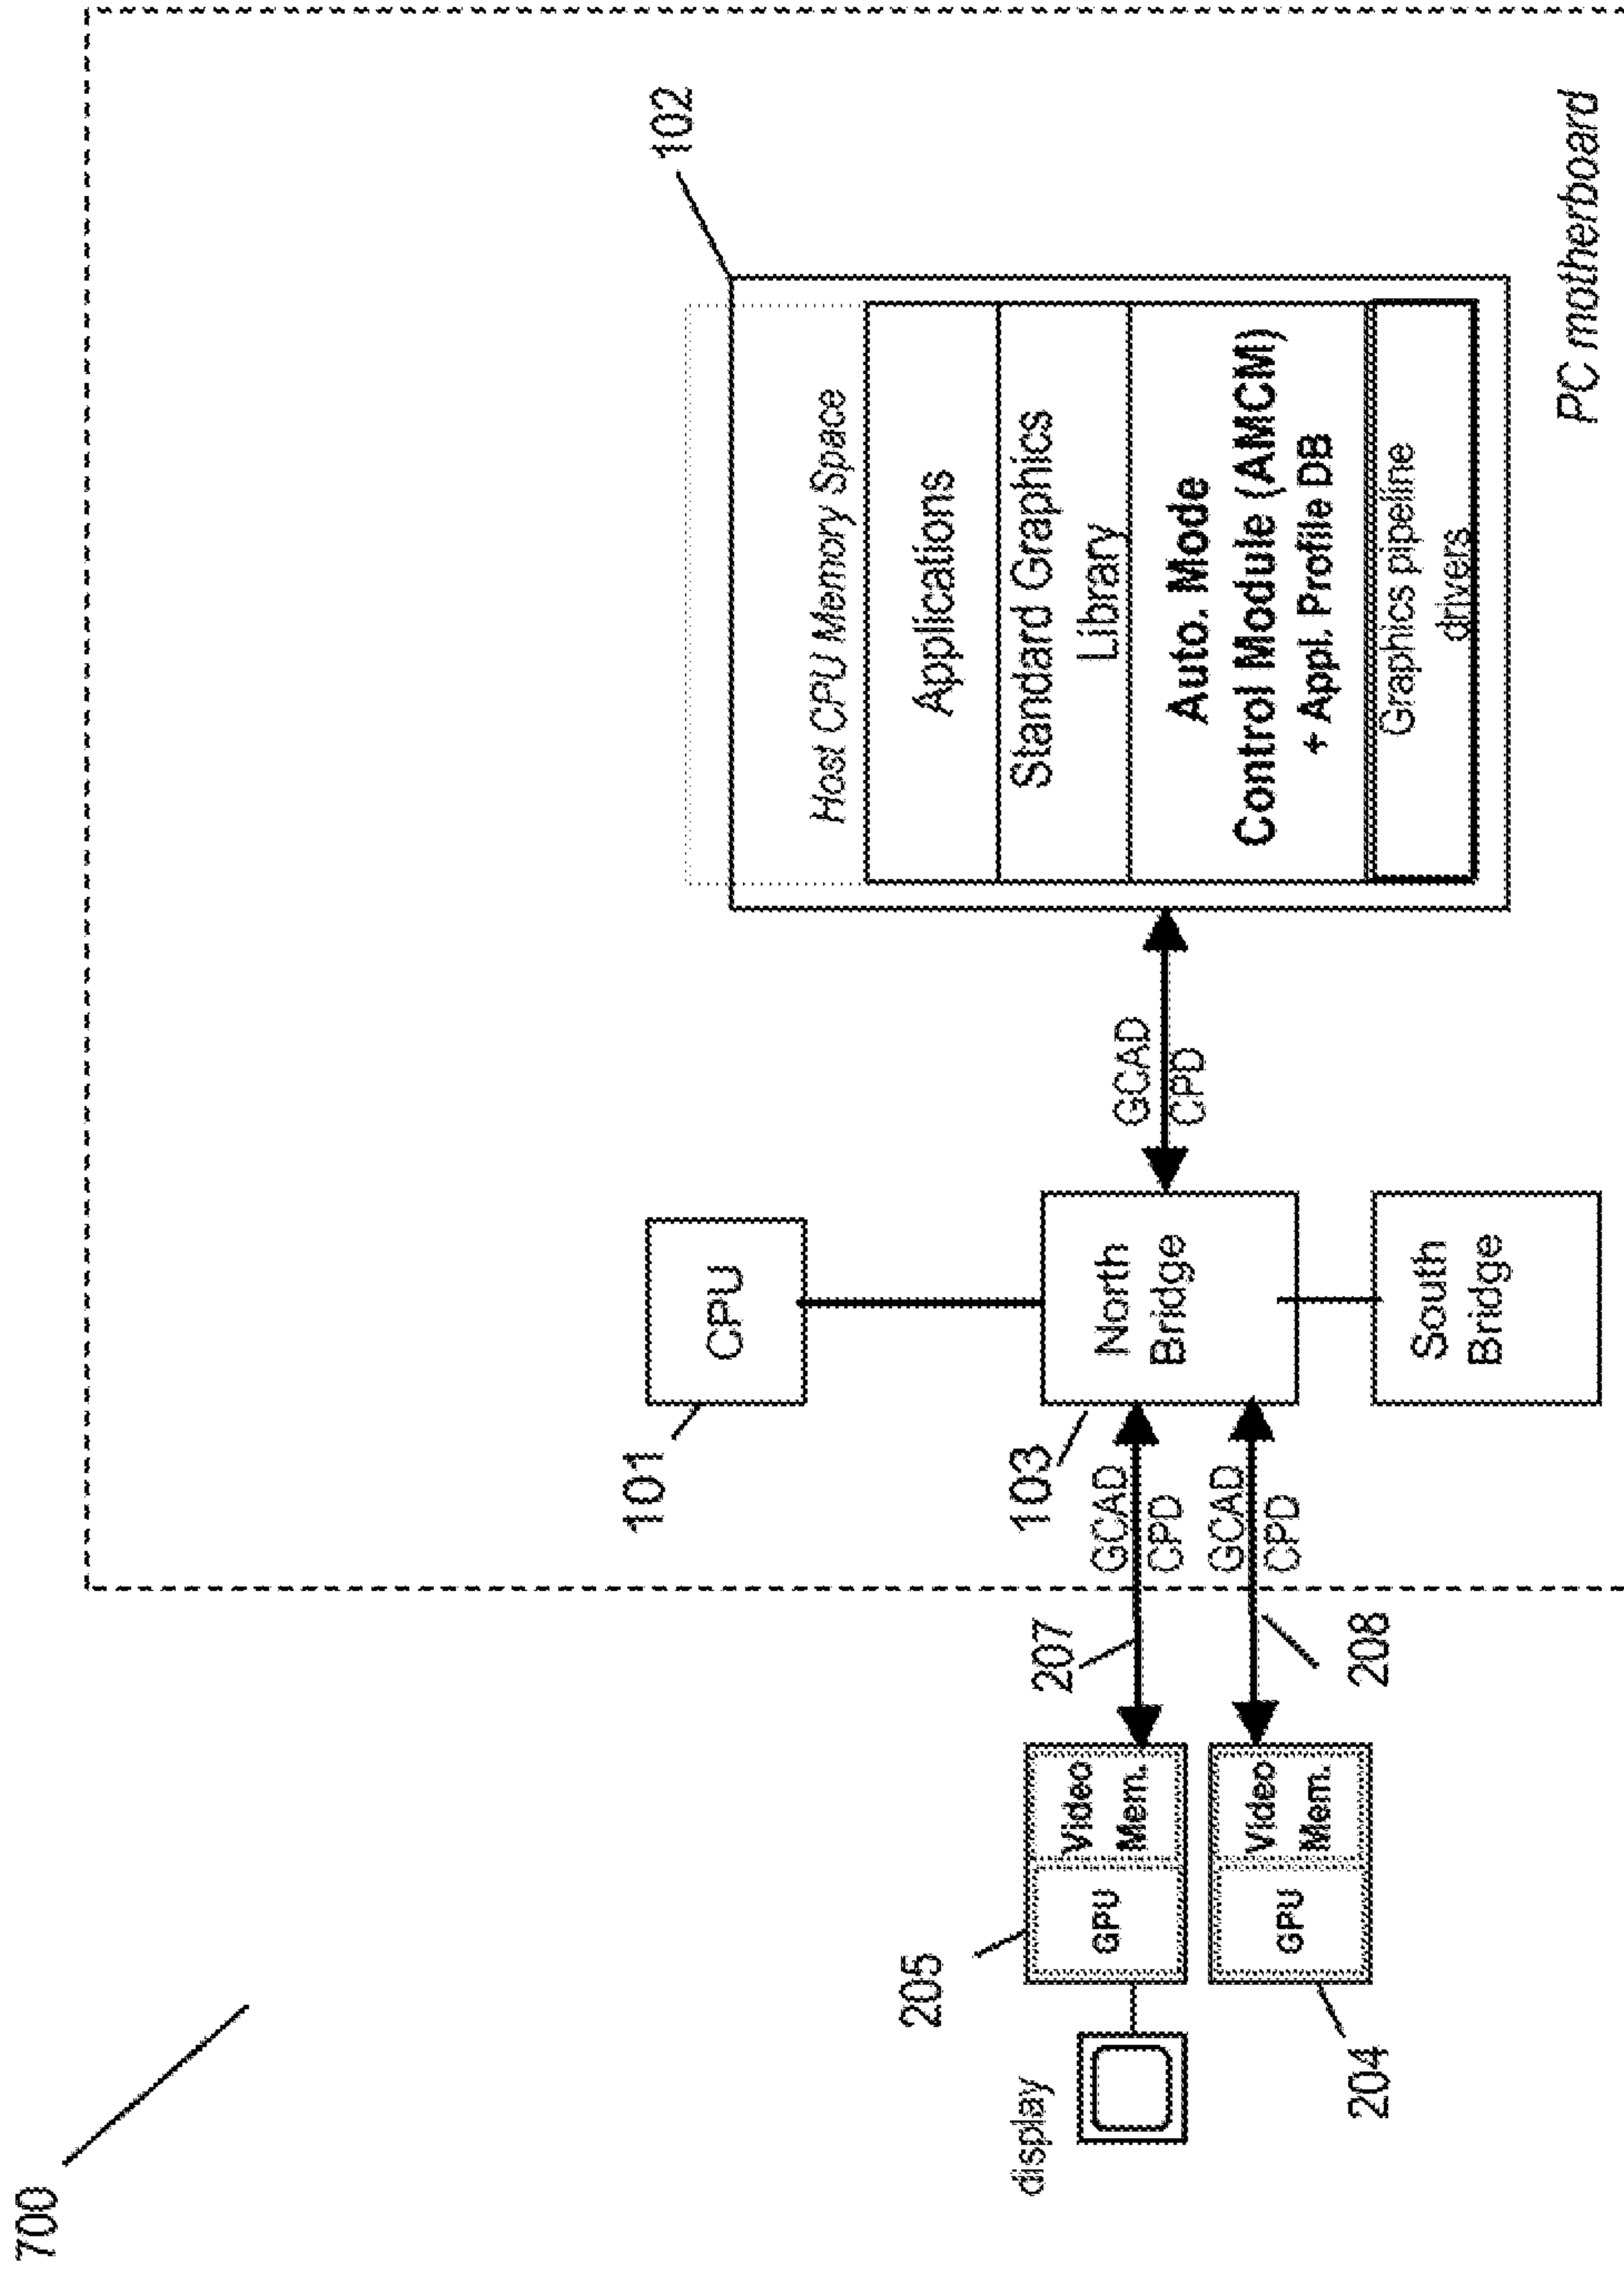 700
display
205
204
GPU
Video
Mem.
GPU
Video
Mem.
207
208
GCAD
CPD
GCAD
CPD
101
CPU
103
North
Bridge
South
Bridge
GCAD
CPD
102
Host CPU Memory Space
Applications
Standard Graphics
Library
Auto. Mode
Control Module (AMCM)
+ Appl. Profile DB
Graphics pipeline
drivers
PC motherboard